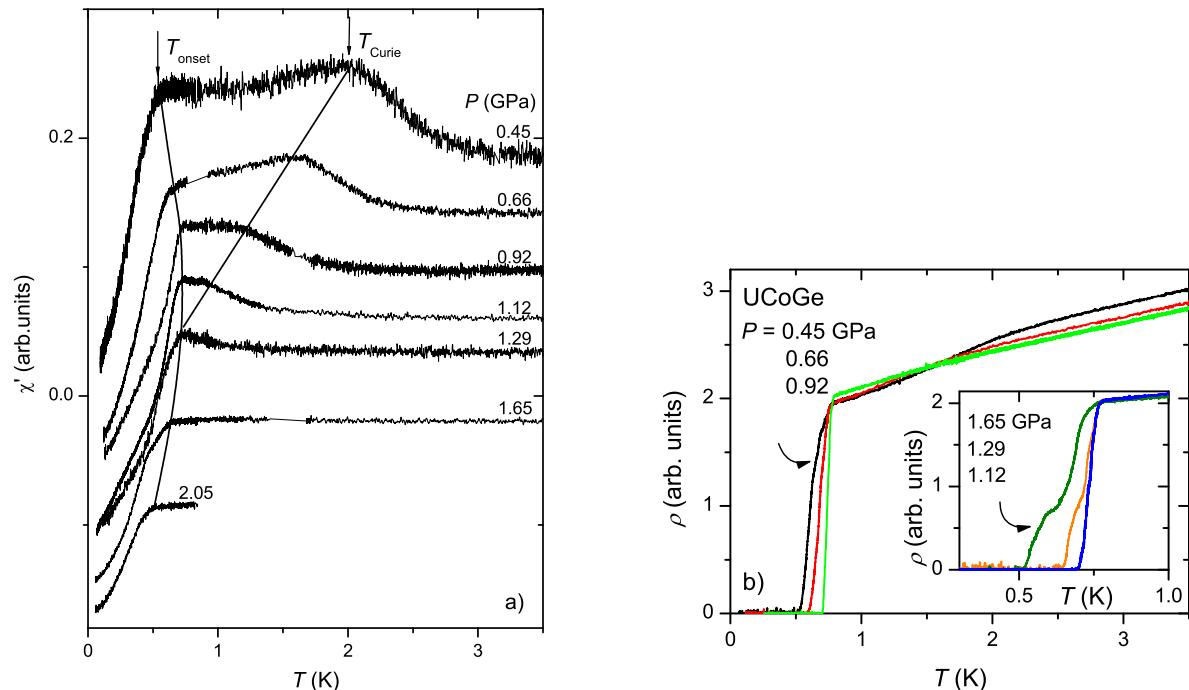 T onset
T Curie
P (GPa)
0.45
0.2
0.66
0.92
1.12
1.29
0.0
1.65
2.05
χ' (arb.units)
a)
0 1 2 3
T (K)
3
UCoGe
P = 0.45 GPa
0.66
0.92
2
1
0
ρ (arb. units)
b)
0 1 2 3
T (K)
2
1.65 GPa
1.29
1.12
1
0
ρ (arb. units)
0.5 T (K) 1.0